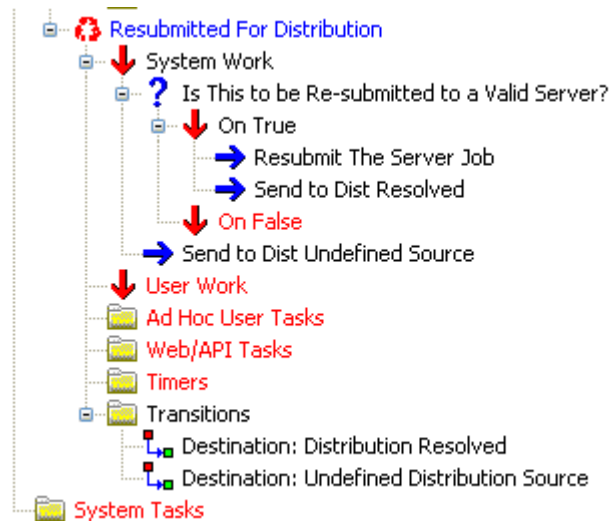 Resubmitted For Distribution
System Work
? Is This to be Re-submitted to a Valid Server?
On True
Resubmit The Server Job
Send to Dist Resolved
On False
Send to Dist Undefined Source
User Work
Ad Hoc User Tasks
Web/API Tasks
Timers
Transitions
Destination: Distribution Resolved
Destination: Undefined Distribution Source
System Tasks